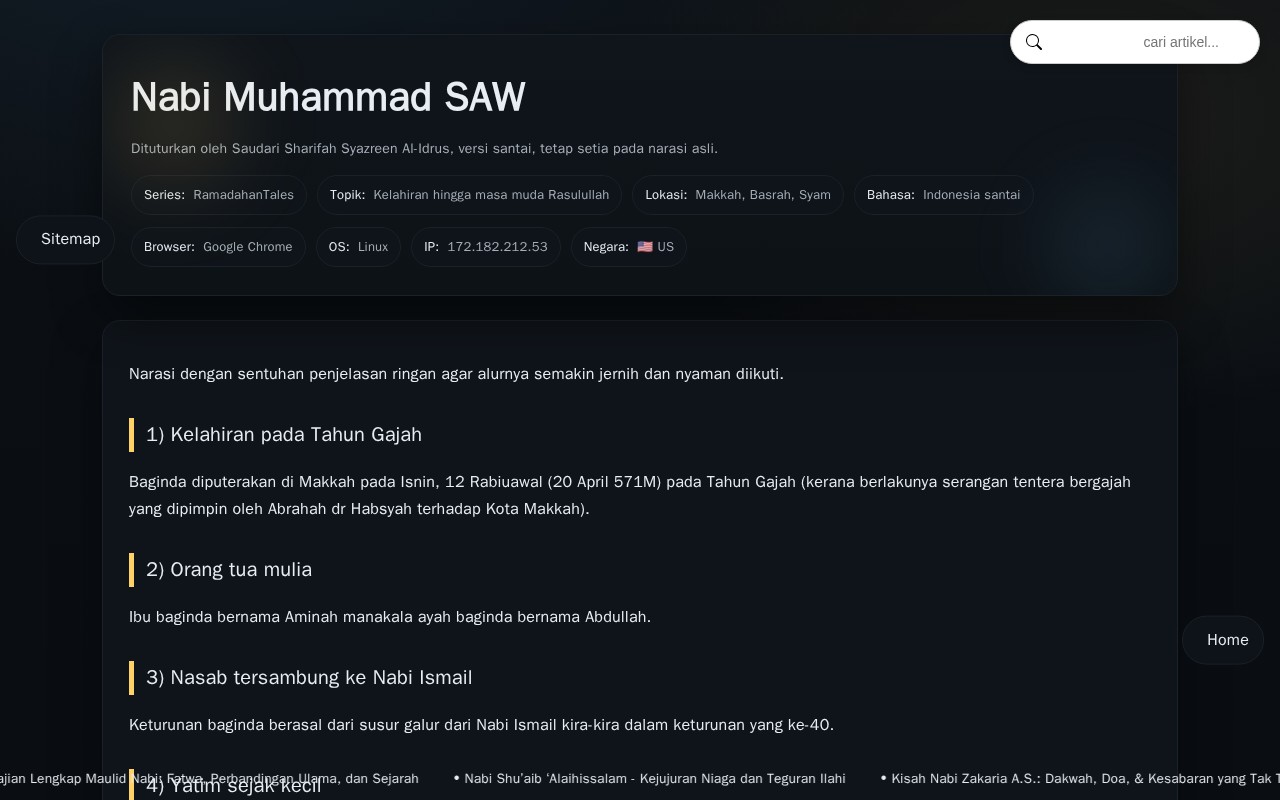 cari artikel...
Nabi Muhammad SAW
Dituturkan oleh Saudari Sharifah Syazreen Al-Idrus, versi santai, tetap setia pada narasi asli.
Series: RamadahanTales Topik: Kelahiran hingga masa muda Rasulullah Lokasi: Makkah, Basrah, Syam Bahasa: Indonesia santai
Sitemap
Browser: Google Chrome OS: Linux IP: 172.182.212.53 Negara: 🇺🇸 US
Narasi dengan sentuhan penjelasan ringan agar alurnya semakin jernih dan nyaman diikuti.
1) Kelahiran pada Tahun Gajah
Baginda diputerakan di Makkah pada Isnin, 12 Rabiuawal (20 April 571M) pada Tahun Gajah (kerana berlakunya serangan tentera bergajah
yang dipimpin oleh Abrahah dr Habsyah terhadap Kota Makkah).
2) Orang tua mulia
Ibu baginda bernama Aminah manakala ayah baginda bernama Abdullah.
Home
3) Nasab tersambung ke Nabi Ismail
Keturunan baginda berasal dari susur galur dari Nabi Ismail kira-kira dalam keturunan yang ke-40.
4) Yatim sejak kecil
Lengkap Maulid Nabi: Fatwa, Perbandingan Ulama, dan Sejarah • Nabi Shu’aib ‘Alaihissalam - Kejujuran Niaga dan Teguran Ilahi • Kisah Nabi Zakaria A.S.: Dakwah, Doa, & Kesabaran yang Tak